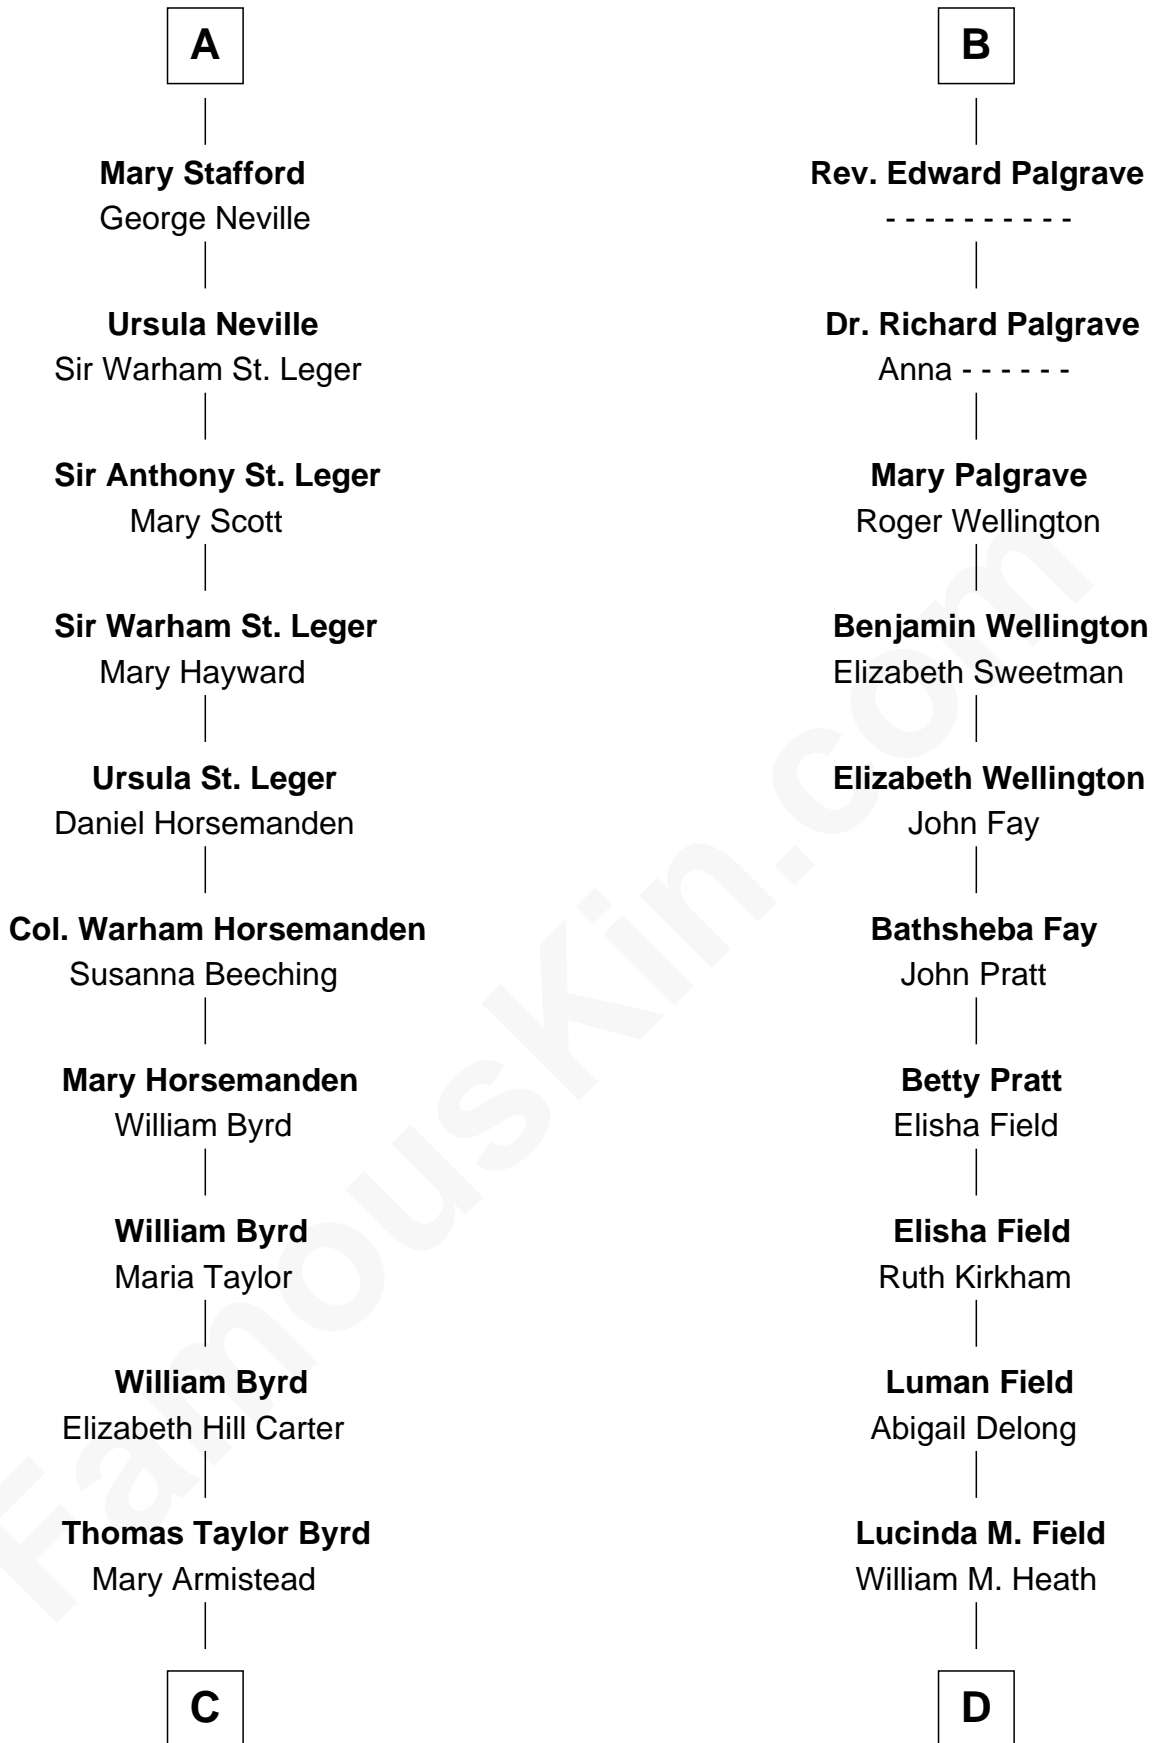 A
Mary Stafford
George Neville
Ursula Neville
Sir Warham St. Leger
Sir Anthony St. Leger
Mary Scott
Sir Warham St. Leger
Mary Hayward
Ursula St. Leger
Daniel Horsemanden
Col. Warham Horsemanden
Susanna Beeching
Mary Horsemanden
William Byrd
William Byrd
Maria Taylor
William Byrd
Elizabeth Hill Carter
Thomas Taylor Byrd
Mary Armistead
C
B
Rev. Edward Palgrave
- - - - - - - - - -
Dr. Richard Palgrave
Anna - - - - - -
Mary Palgrave
Roger Wellington
Benjamin Wellington
Elizabeth Sweetman
Elizabeth Wellington
John Fay
Bathsheba Fay
John Pratt
Betty Pratt
Elisha Field
Elisha Field
Ruth Kirkham
Luman Field
Abigail Delong
Lucinda M. Field
William M. Heath
D
FamousKin.com